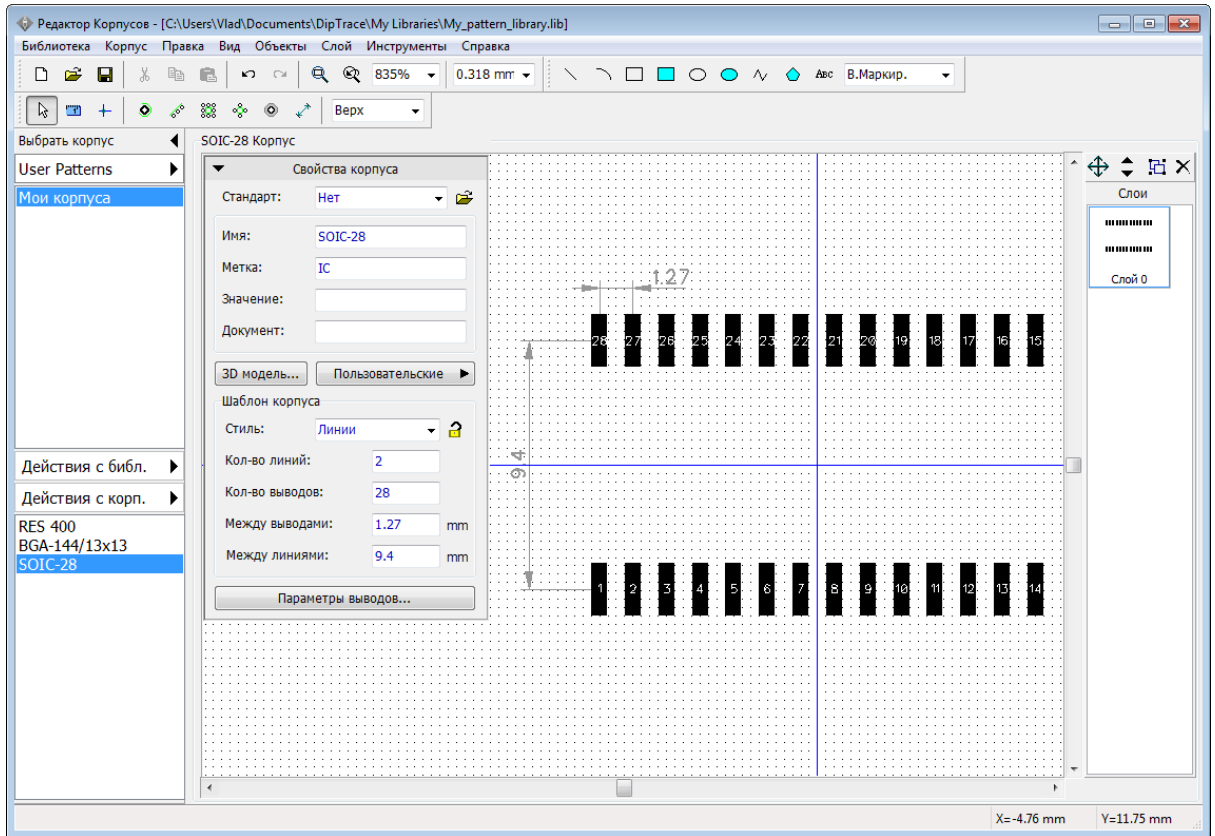 Редактор Корпусов - [C:\Users\Vlad\Documents\DipTrace\My Libraries\My_pattern_library.lib]
Библиотека Корпус Правка Вид Объекты Слой Инструменты Справка
835% 0.318 mm ABC В.Маркир.
Верх
Выбрать корпус
SOIC-28 Корпус
User Patterns
Мои корпуса
Действия с библ.
Действия с корп.
RES 400
BGA-144/13x13
SOIC-28
Свойства корпуса
Стандарт: Нет
Имя: SOIC-28
Метка: IC
Значение:
Документ:
3D модель... Пользовательские
Шаблон корпуса
Стиль: Линии
Кол-во линий: 2
Кол-во выводов: 28
Между выводами: 1.27 mm
Между линиями: 9.4 mm
Параметры выводов...
1.27
28 27 26 25 24 23 22 21 20 19 18 17 16 15
9.4
1 2 3 4 5 6 7 8 9 10 11 12 13 14
Слои
Слой 0
X=-4.76 mm Y=11.75 mm